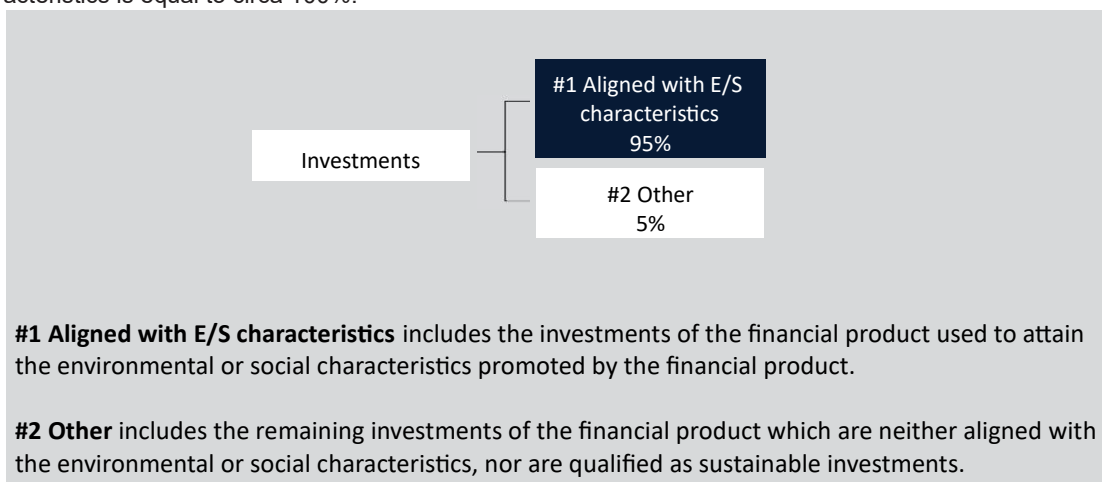 #1 Aligned with E/S
characteristics
95%
Investments
#2 Other
5%
#1 Aligned with E/S characteristics includes the investments of the financial product used to attain
the environmental or social characteristics promoted by the financial product.
#2 Other includes the remaining investments of the financial product which are neither aligned with
the environmental or social characteristics, nor are qualified as sustainable investments.